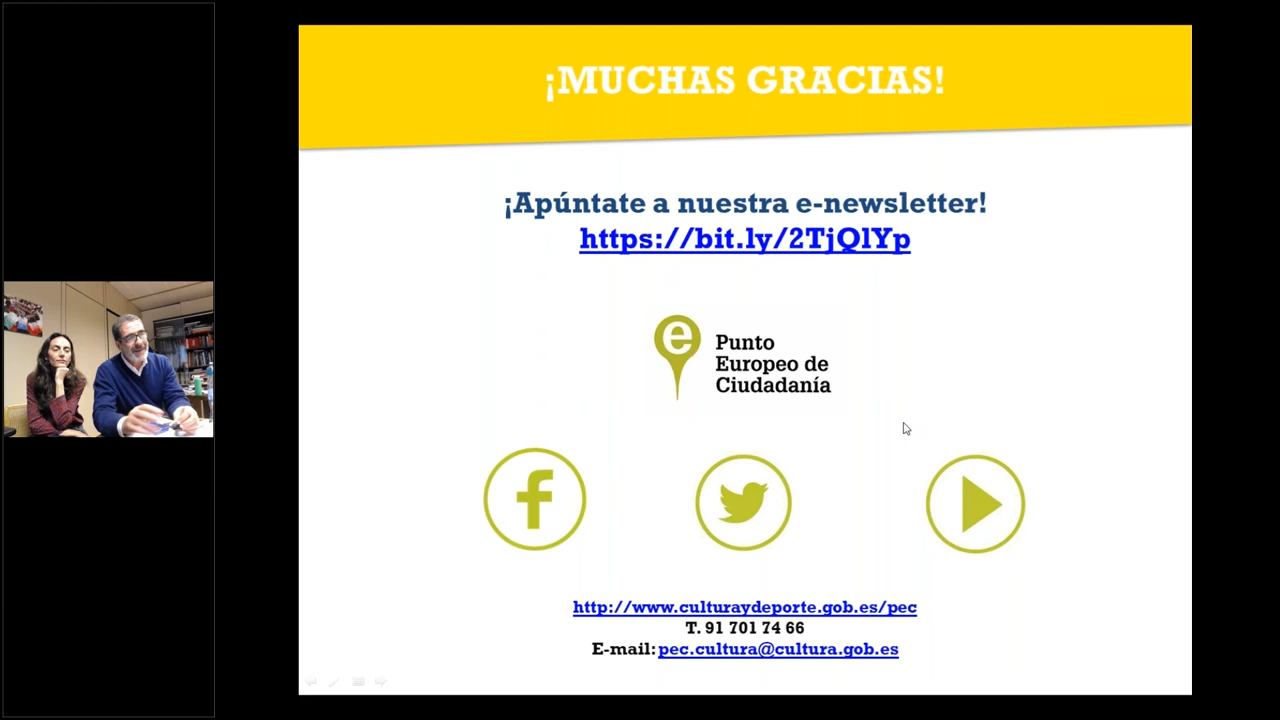 ¡MUCHAS GRACIAS!
¡Apúntate a nuestra e-newsletter!
https://bit.ly/2TjQlYp
e
Punto
Europeo de
Ciudadanía
http://www.culturaydeporte.gob.es/pec
T. 91 701 74 66
E-mail: pec.cultura@cultura.gob.es